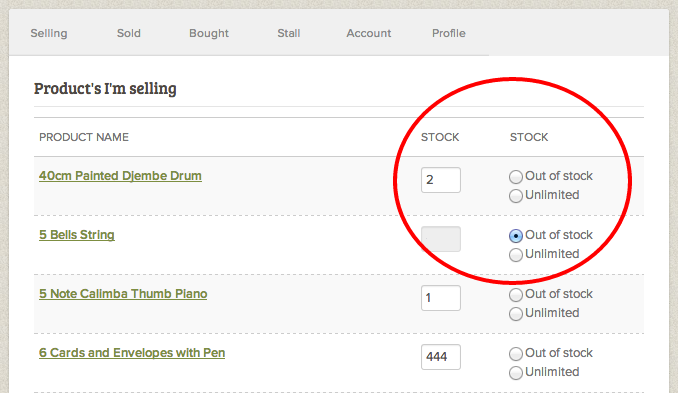 Selling Sold Bought Stall Account Profile
Product's I'm selling
PRODUCT NAME STOCK STOCK
40cm Painted Djembe Drum 2 Out of stock
Unlimited
5 Bells String Out of stock
Unlimited
5 Note Calimba Thumb Piano 1 Out of stock
Unlimited
6 Cards and Envelopes with Pen 444 Out of stock
Unlimited